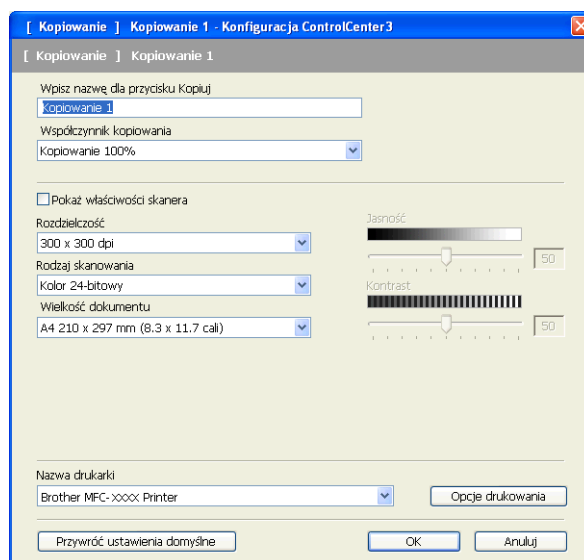 [ Kopiowanie ] Kopiowanie 1 - Konfiguracja ControlCenter3
[ Kopiowanie ] Kopiowanie 1
Wpisz nazwę dla przycisku Kopiuj
Kopiowanie 1
Współczynnik kopiowania
Kopiowanie 100%
Pokaż właściwości skanera
Rozdzielczość
300 x 300 dpi
Rodzaj skanowania
Kolor 24-bitowy
Wielkość dokumentu
A4 210 x 297 mm (8.3 x 11.7 cali)
Jasność
50
Kontrast
50
Nazwa drukarki
Brother MFC-XXXX Printer
Opcje drukowania
Przywróć ustawienia domyślne
OK
Anuluj